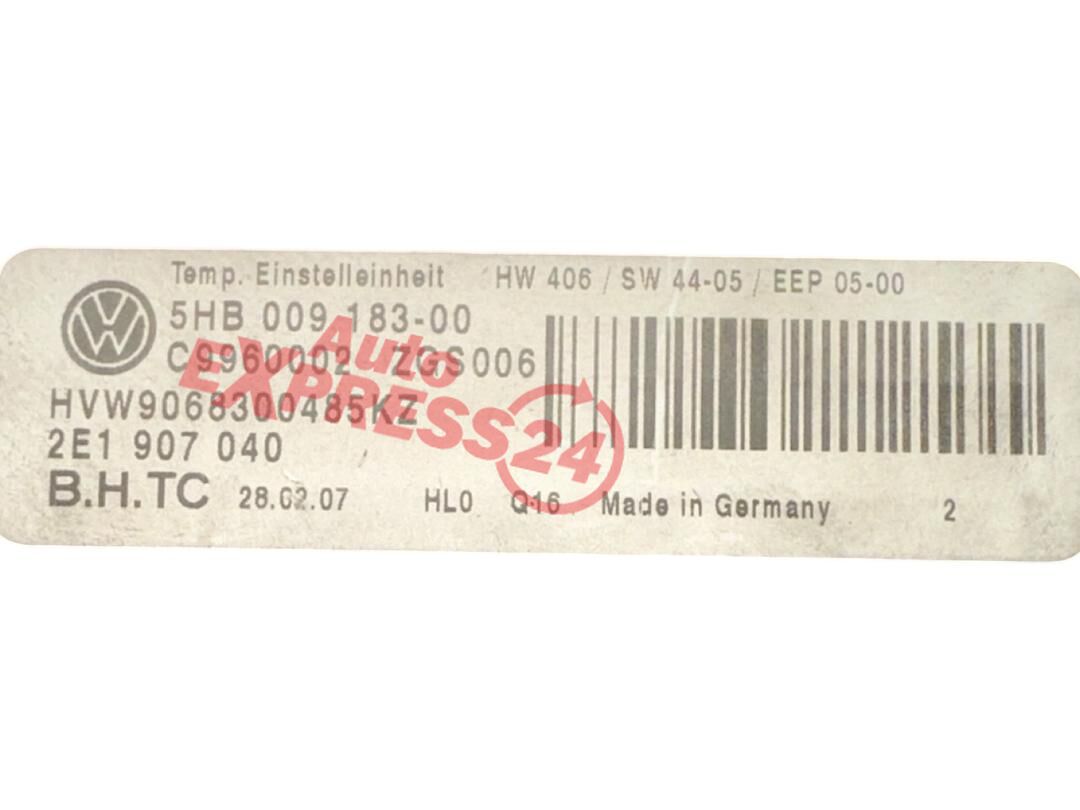 Temp. Einstelleinheit HW 406 / SW 44-05 / EEP 05-00
5HB 009 183-00
C9960002 ZGS006
HVW9068300485KZ
2E1 907 040
B.H.TC 28.02.07 HL0 Q16 Made in Germany 2
Auto
EXPRESS24